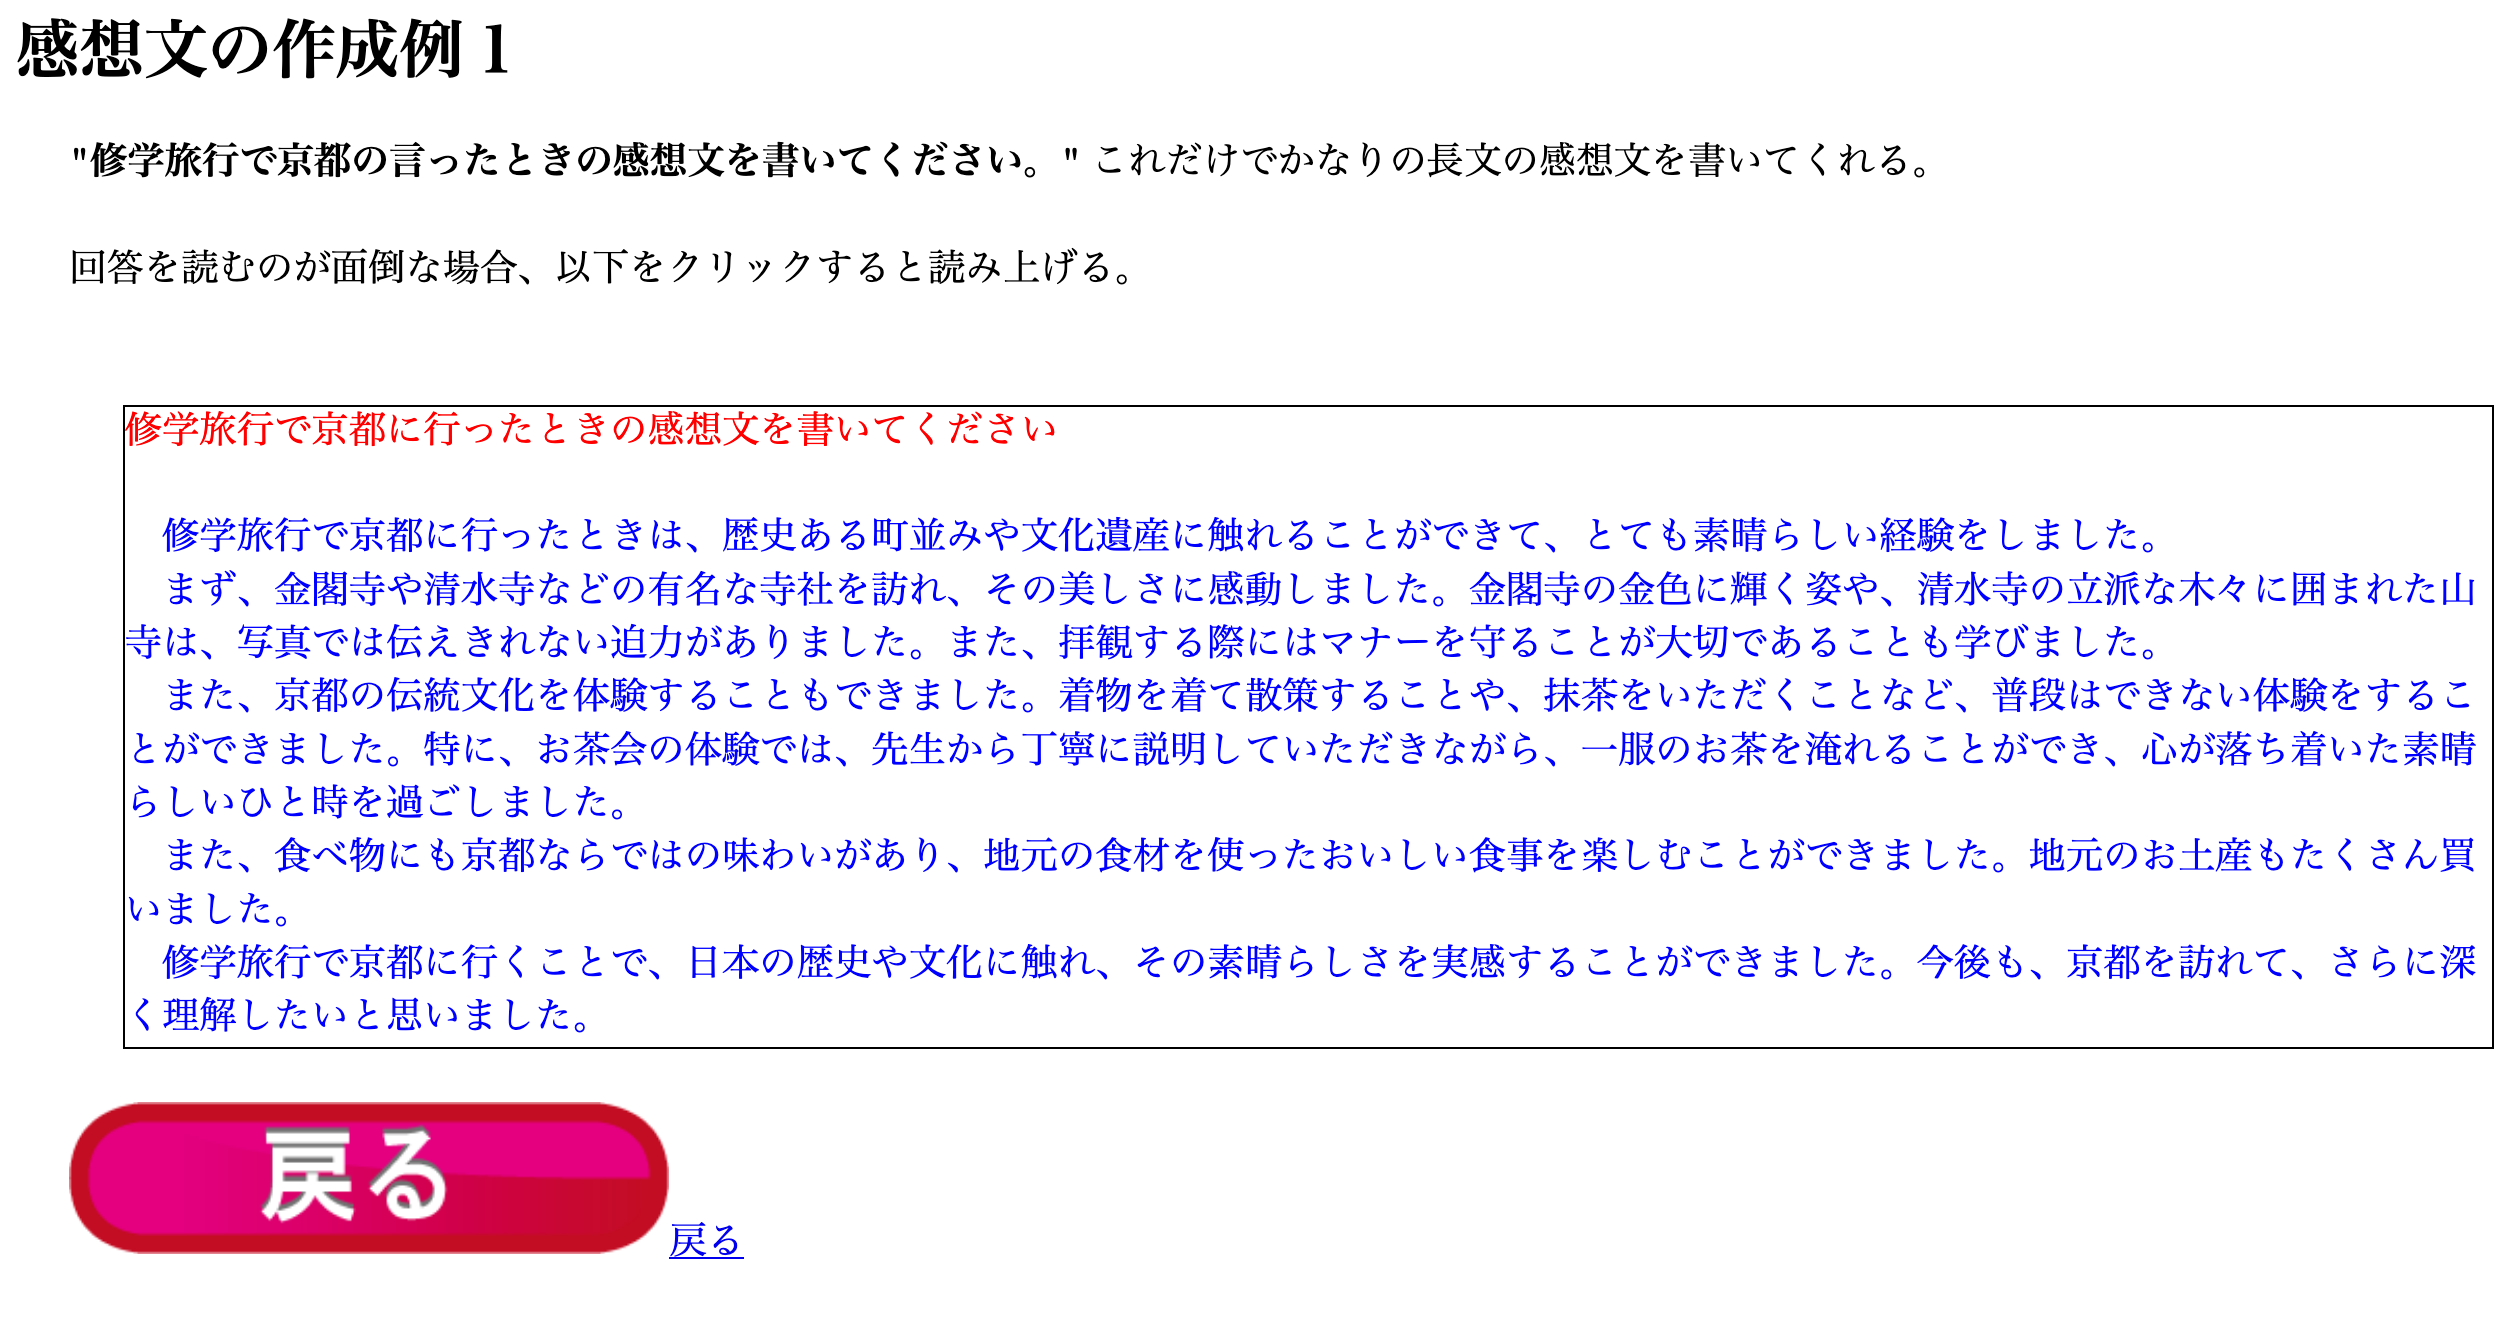 感想文の作成例 1
"修学旅行で京都の言ったときの感想文を書いてください。" これだけでかなりの長文の感想文を書いてくれる。
回答を読むのが面倒な場合、以下をクリックすると読み上げる。
修学旅行で京都に行ったときの感想文を書いてください
　修学旅行で京都に行ったときは、歴史ある町並みや文化遺産に触れることができて、とても素晴らしい経験をしました。
　まず、金閣寺や清水寺などの有名な寺社を訪れ、その美しさに感動しました。金閣寺の金色に輝く姿や、清水寺の立派な木々に囲まれた山
寺は、写真では伝えきれない迫力がありました。また、拝観する際にはマナーを守ることが大切であることも学びました。
　また、京都の伝統文化を体験することもできました。着物を着て散策することや、抹茶をいただくことなど、普段はできない体験をするこ
とができました。特に、お茶会の体験では、先生から丁寧に説明していただきながら、一服のお茶を淹れることができ、心が落ち着いた素晴
らしいひと時を過ごしました。
　また、食べ物にも京都ならではの味わいがあり、地元の食材を使ったおいしい食事を楽しむことができました。地元のお土産もたくさん買
いました。
　修学旅行で京都に行くことで、日本の歴史や文化に触れ、その素晴らしさを実感することができました。今後も、京都を訪れて、さらに深
く理解したいと思いました。
戻る
戻る